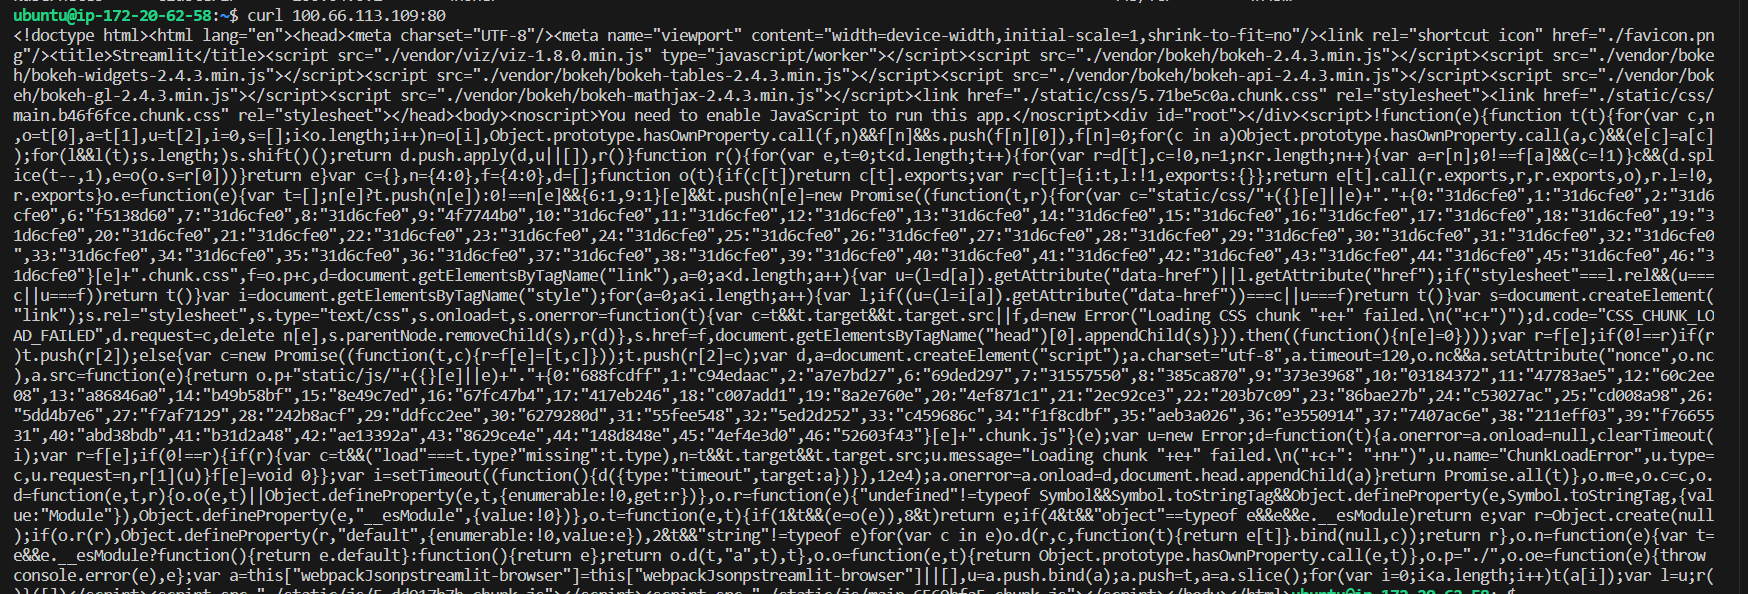 ubuntu@ip-172-20-62-58:~$ curl 100.66.113.109:80
<!doctype html><html lang="en"><head><meta charset="UTF-8"/><meta name="viewport" content="width=device-width,initial-scale=1,shrink-to-fit=no"/><link rel="shortcut icon" href="./favicon.pn
g"/><title>Streamlit</title><script src="./vendor/viz/viz-1.8.0.min.js" type="javascript/worker"></script><script src="./vendor/bokeh/bokeh-2.4.3.min.js"></script><script src="./vendor/boke
h/bokeh-widgets-2.4.3.min.js"></script><script src="./vendor/bokeh/bokeh-tables-2.4.3.min.js"></script><script src="./vendor/bokeh/bokeh-api-2.4.3.min.js"></script><script src="./vendor/bok
eh/bokeh-gl-2.4.3.min.js"></script><script src="./vendor/bokeh/bokeh-mathjax-2.4.3.min.js"></script><link href="./static/css/5.71be5c0a.chunk.css" rel="stylesheet"><link href="./static/css/
main.b46f6fce.chunk.css" rel="stylesheet"></head><body><noscript>You need to enable JavaScript to run this app.</noscript><div id="root"></div><script>!function(e){function t(t){for(var c,n
,o=t[0],a=t[1],u=t[2],i=0,s=[];i<o.length;i++)n=o[i],Object.prototype.hasOwnProperty.call(f,n)&&f[n]&&s.push(f[n][0]),f[n]=0;for(c in a)Object.prototype.hasOwnProperty.call(a,c)&&(e[c]=a[c]
);for(l&&l(t);s.length;)s.shift()();return d.push.apply(d,u||[]),r()}function r(){for(var e,t=0;t<d.length;t++){for(var r=d[t],c=!0,n=1;n<r.length;n++){var a=r[n];0!==f[a]&&(c=!1)}c&&(d.spl
ice(t--,1),e=o(o.s=r[0]))}return e}var c={},n={4:0},f={4:0},d=[];function o(t){if(c[t])return c[t].exports;var r=c[t]={i:t,l:!1,exports:{}};return e[t].call(r.exports,r,r.exports,o),r.l=!0,
r.exports}o.e=function(e){var t=[];n[e]?t.push(n[e]):0!==n[e]&&{6:1,9:1}[e]&&t.push(n[e]=new Promise((function(t,r){for(var c="static/css/"+({}[e]||e)+"."+{0:"31d6cfe0",1:"31d6cfe0",2:"31d6
cfe0",6:"f5138d60",7:"31d6cfe0",8:"31d6cfe0",9:"4f7744b0",10:"31d6cfe0",11:"31d6cfe0",12:"31d6cfe0",13:"31d6cfe0",14:"31d6cfe0",15:"31d6cfe0",16:"31d6cfe0",17:"31d6cfe0",18:"31d6cfe0",19:"3
1d6cfe0",20:"31d6cfe0",21:"31d6cfe0",22:"31d6cfe0",23:"31d6cfe0",24:"31d6cfe0",25:"31d6cfe0",26:"31d6cfe0",27:"31d6cfe0",28:"31d6cfe0",29:"31d6cfe0",30:"31d6cfe0",31:"31d6cfe0",32:"31d6cfe0"
,33:"31d6cfe0",34:"31d6cfe0",35:"31d6cfe0",36:"31d6cfe0",37:"31d6cfe0",38:"31d6cfe0",39:"31d6cfe0",40:"31d6cfe0",41:"31d6cfe0",42:"31d6cfe0",43:"31d6cfe0",44:"31d6cfe0",45:"31d6cfe0",46:"3
1d6cfe0"}[e]+".chunk.css",f=o.p+c,d=document.getElementsByTagName("link"),a=0;a<d.length;a++){var u=(l=d[a]).getAttribute("data-href")||l.getAttribute("href");if("stylesheet"===l.rel&&(u===
c||u===f))return t()}var i=document.getElementsByTagName("style");for(a=0;a<i.length;a++){var l;if((u=(l=i[a]).getAttribute("data-href"))===c||u===f)return t()}var s=document.createElement(
"link");s.rel="stylesheet",s.type="text/css",s.onload=t,s.onerror=function(t){var c=t&&t.target&&t.target.src||f,d=new Error("Loading CSS chunk "+e+" failed.\n("+c+")");d.code="CSS_CHUNK_LO
AD_FAILED",d.request=c,delete n[e],s.parentNode.removeChild(s),r(d)},s.href=f,document.getElementsByTagName("head")[0].appendChild(s)})).then((function(){n[e]=0})));var r=f[e];if(0!==r)if(r
)t.push(r[2]);else{var c=new Promise((function(t,c){r=f[e]=[t,c]}));t.push(r[2]=c);var d,a=document.createElement("script");a.charset="utf-8",a.timeout=120,o.nc&&a.setAttribute("nonce",o.nc
),a.src=function(e){return o.p+"static/js/"+({}[e]||e)+"."+{0:"688fcdff",1:"c94edaac",2:"a7e7bd27",6:"69ded297",7:"31557550",8:"385ca870",9:"373e3968",10:"03184372",11:"47783ae5",12:"60c2ee
08",13:"a86846a0",14:"b49b58bf",15:"8e49c7ed",16:"67fc47b4",17:"417eb246",18:"c007add1",19:"8a2e760e",20:"4ef871c1",21:"2ec92ce3",22:"203b7c09",23:"86bae27b",24:"c53027ac",25:"cd008a98",26:
"5dd4b7e6",27:"f7af7129",28:"242b8acf",29:"ddfcc2ee",30:"6279280d",31:"55fee548",32:"5ed2d252",33:"c459686c",34:"f1f8cdbf",35:"aeb3a026",36:"e3550914",37:"7407ac6e",38:"211eff03",39:"f7665​5
31",40:"abd38bdb",41:"b31d2a48",42:"ae13392a",43:"8629ce4e",44:"148d848e",45:"4ef4e3d0",46:"52603f43"}[e]+".chunk.js"}(e);var u=new Error;d=function(t){a.onerror=a.onload=null,clearTimeout(
i);var r=f[e];if(0!==r){if(r){var c=t&&("load"===t.type?"missing":t.type),n=t&&t.target&&t.target.src;u.message="Loading chunk "+e+" failed.\n("+c+": "+n+")",u.name="ChunkLoadError",u.type=
c,u.request=n,r[1](u)}f[e]=void 0}};var i=setTimeout((function(){d({type:"timeout",target:a})}),12e4);a.onerror=a.onload=d,document.head.appendChild(a)}return Promise.all(t)},o.m=e,o.c=c,o.
d=function(e,t,r){o.o(e,t)||Object.defineProperty(e,t,{enumerable:!0,get:r})},o.r=function(e){"undefined"!=typeof Symbol&&Symbol.toStringTag&&Object.defineProperty(e,Symbol.toStringTag,{val
ue:"Module"}),Object.defineProperty(e,"__esModule",{value:!0})},o.t=function(e,t){if(1&t&&(e=o(e)),8&t)return e;if(4&t&&"object"==typeof e&&e&&e.__esModule)return e;var r=Object.create(null
);if(o.r(r),Object.defineProperty(r,"default",{enumerable:!0,value:e}),2&t&&"string"!=typeof e)for(var c in e)o.d(r,c,function(t){return e[t]}.bind(null,c));return r},o.n=function(e){var t=
e&&e.__esModule?function(){return e.default}:function(){return e};return o.d(t,"a",t),t},o.o=function(e,t){return Object.prototype.hasOwnProperty.call(e,t)},o.p="./",o.oe=function(e){throw
console.error(e),e};var a=this["webpackJsonpstreamlit-browser"]=this["webpackJsonpstreamlit-browser"]||[],u=a.push.bind(a);a.push=t,a=a.slice();for(var i=0;i<a.length;i++)t(a[i]);var l=u;r(